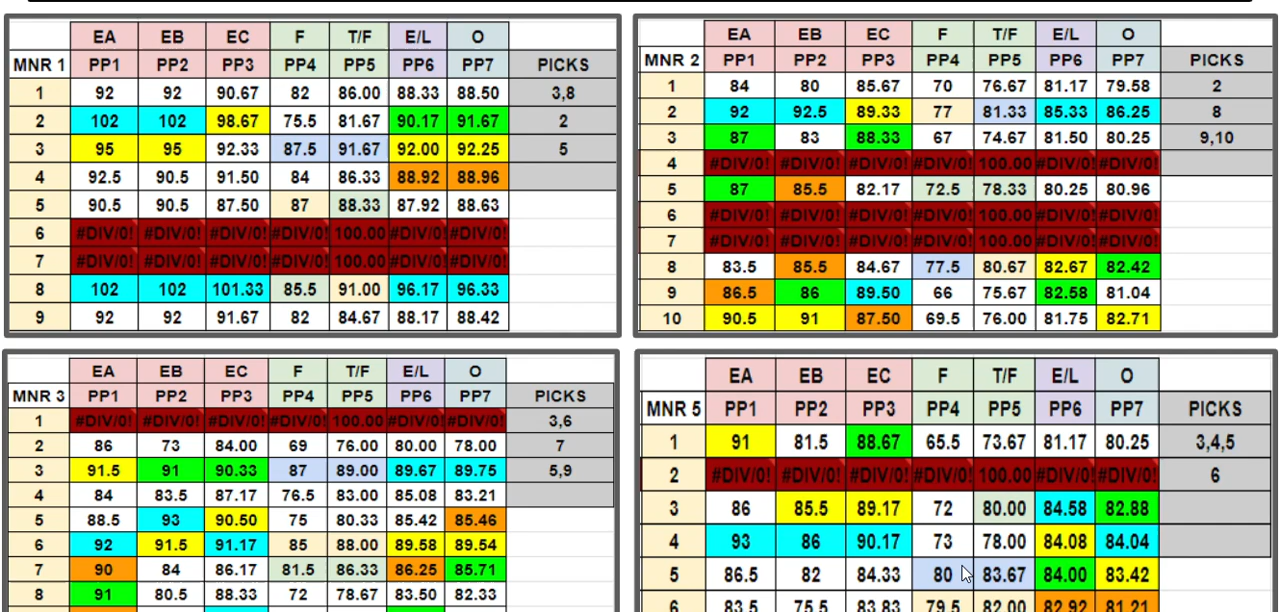 EA EB EC F T/F E/L O
MNR 1 PP1 PP2 PP3 PP4 PP5 PP6 PP7 PICKS
1 92 92 90.67 82 86.00 88.33 88.50 3,8
2 102 102 98.67 75.5 81.67 90.17 91.67 2
3 95 95 92.33 87.5 91.67 92.00 92.25 5
4 92.5 90.5 91.50 84 86.33 88.92 88.96
5 90.5 90.5 87.50 87 88.33 87.92 88.63
6 #DIV/0! #DIV/0! #DIV/0! #DIV/0! 100.00 #DIV/0! #DIV/0!
7 #DIV/0! #DIV/0! #DIV/0! #DIV/0! 100.00 #DIV/0! #DIV/0!
8 102 102 101.33 85.5 91.00 96.17 96.33
9 92 92 91.67 82 84.67 88.17 88.42
EA EB EC F T/F E/L O
MNR 2 PP1 PP2 PP3 PP4 PP5 PP6 PP7 PICKS
1 84 80 85.67 70 76.67 81.17 79.58 2
2 92 92.5 89.33 77 81.33 85.33 86.25 8
3 87 83 88.33 67 74.67 81.50 80.25 9,10
4 #DIV/0! #DIV/0! #DIV/0! #DIV/0! 100.00 #DIV/0! #DIV/0!
5 87 85.5 82.17 72.5 78.33 80.25 80.96
6 #DIV/0! #DIV/0! #DIV/0! #DIV/0! 100.00 #DIV/0! #DIV/0!
7 #DIV/0! #DIV/0! #DIV/0! #DIV/0! 100.00 #DIV/0! #DIV/0!
8 83.5 85.5 84.67 77.5 80.67 82.67 82.42
9 86.5 86 89.50 66 75.67 82.58 81.04
10 90.5 91 87.50 69.5 76.00 81.75 82.71
EA EB EC F T/F E/L O
MNR 3 PP1 PP2 PP3 PP4 PP5 PP6 PP7 PICKS
1 #DIV/0! #DIV/0! #DIV/0! #DIV/0! 100.00 #DIV/0! #DIV/0! 3,6
2 86 73 84.00 69 76.00 80.00 78.00 7
3 91.5 91 90.33 87 89.00 89.67 89.75 5,9
4 84 83.5 87.17 76.5 83.00 85.08 83.21
5 88.5 93 90.50 75 80.33 85.42 85.46
6 92 91.5 91.17 85 88.00 89.58 89.54
7 90 84 86.17 81.5 86.33 86.25 85.71
8 91 80.5 88.33 72 78.67 83.50 82.33
EA EB EC F T/F E/L O
MNR 5 PP1 PP2 PP3 PP4 PP5 PP6 PP7 PICKS
1 91 81.5 88.67 65.5 73.67 81.17 80.25 3,4,5
2 #DIV/0! #DIV/0! #DIV/0! #DIV/0! 100.00 #DIV/0! #DIV/0! 6
3 86 85.5 89.17 72 80.00 84.58 82.88
4 93 86 90.17 73 78.00 84.08 84.04
5 86.5 82 84.33 80 83.67 84.00 83.42
6 83.5 75.5 83.83 79.5 82.00 82.92 81.21